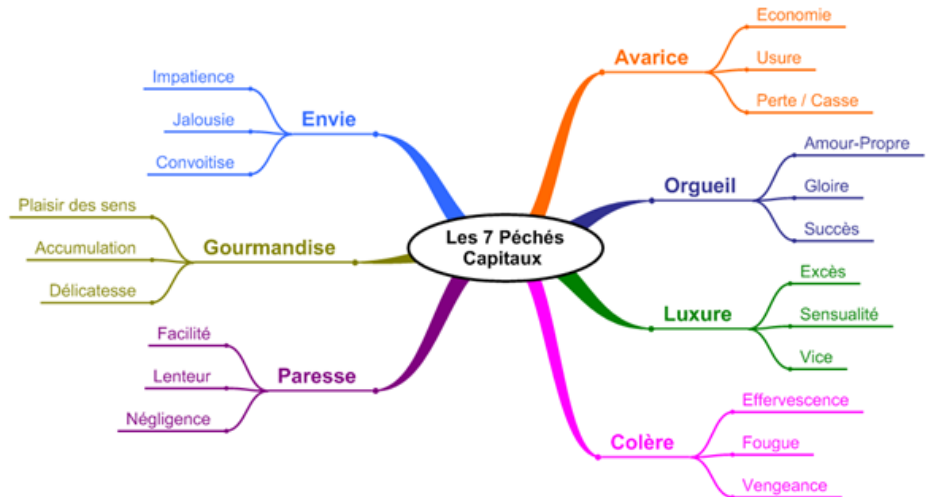 Les 7 Péchés
Capitaux
Avarice
Economie
Usure
Perte / Casse
Orgueil
Amour-Propre
Gloire
Succès
Luxure
Excès
Sensualité
Vice
Colère
Effervescence
Fougue
Vengeance
Paresse
Facilité
Lenteur
Négligence
Gourmandise
Plaisir des sens
Accumulation
Délicatesse
Envie
Impatience
Jalousie
Convoitise